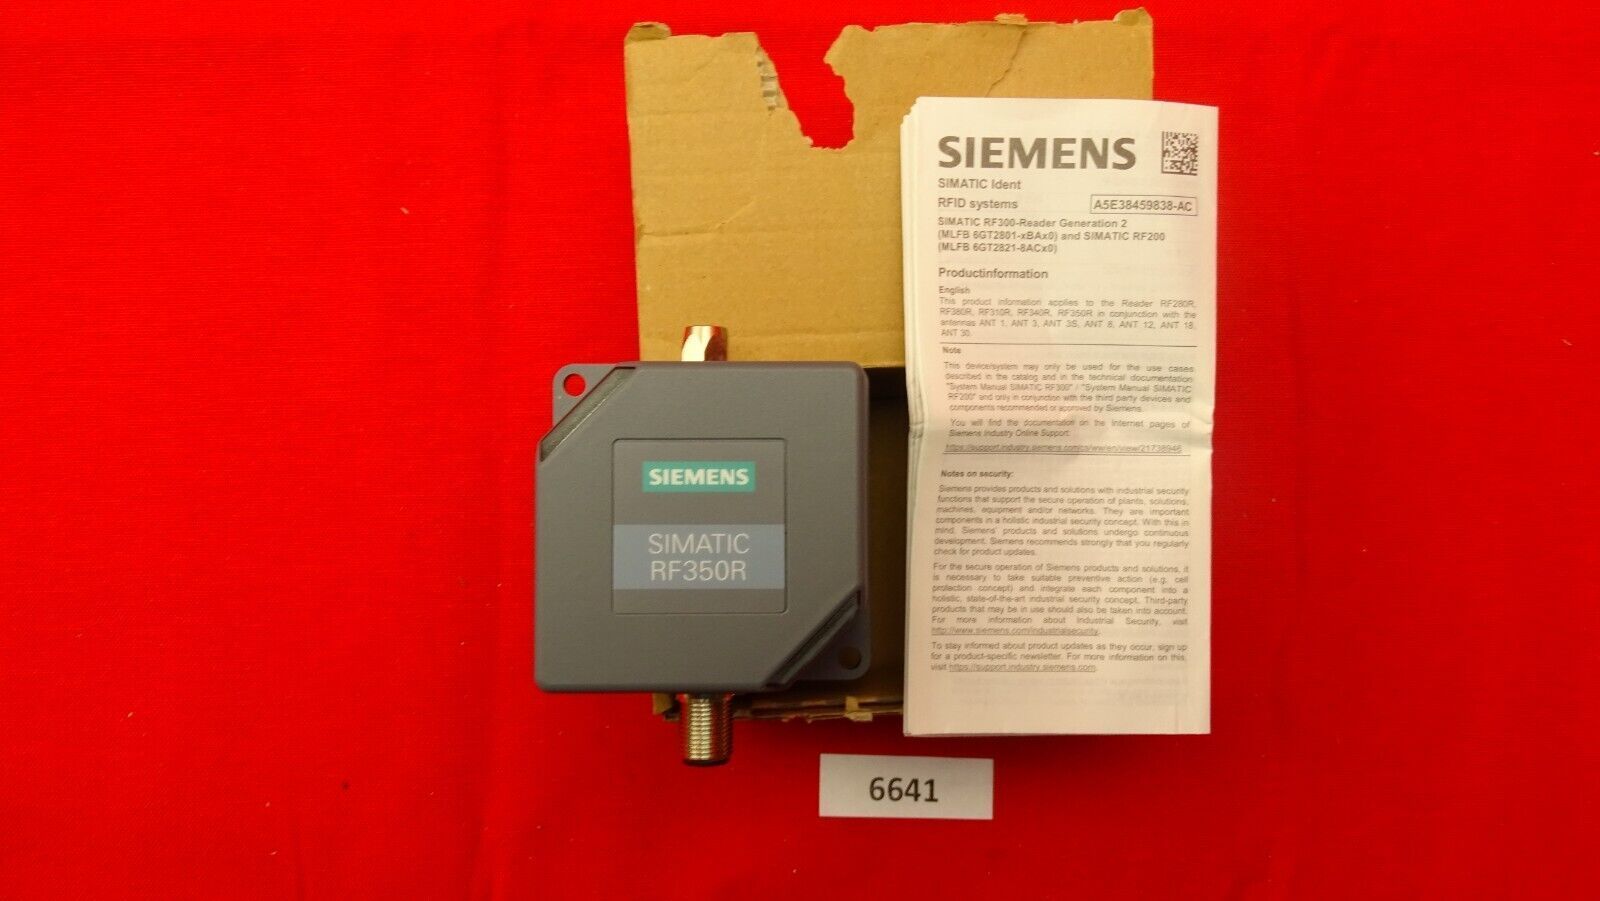 SIEMENS
SIMATIC
RF350R
SIEMENS
SIMATIC Ident
RFID systems
A5E38459838-AC
SIMATIC RF300-Reader Generation 2
(MLFB 6GT2801-xBAx0) and SIMATIC RF200
(MLFB 6GT2821-8ACx0)
Productinformation
English
This product information applies to the Reader RF280R,
RF380R, RF310R, RF340R, RF350R in conjunction with the
antennas ANT 1, ANT 3, ANT 3S, ANT 8, ANT 12, ANT 18,
ANT 30.
Note
This device/system may only be used for the use cases
described in the catalog and in the technical documentation
"System Manual SIMATIC RF300" / "System Manual SIMATIC
RF200" and only in conjunction with the third party devices and
components recommended or approved by Siemens.
You will find the documentation on the Internet pages of
Siemens Industry Online Support:
https://support.industry.siemens.com/cs/ww/en/view/21738946
Notes on security:
Siemens provides products and solutions with industrial security
functions that support the secure operation of plants, solutions,
machines, equipment and/or networks. They are important
components in a holistic industrial security concept. With this in
mind, Siemens' products and solutions undergo continuous
development. Siemens recommends strongly that you regularly
check for product updates.
For the secure operation of Siemens products and solutions, it
is necessary to take suitable preventive action (e.g. cell
protection concept) and integrate each component into a
holistic, state-of-the-art industrial security concept. Third-party
products that may be in use should also be taken into account.
For more information about Industrial Security, visit
http://www.siemens.com/industrialsecurity.
To stay informed about product updates as they occur, sign up
for a product-specific newsletter. For more information on this,
visit https://support.industry.siemens.com.
6641